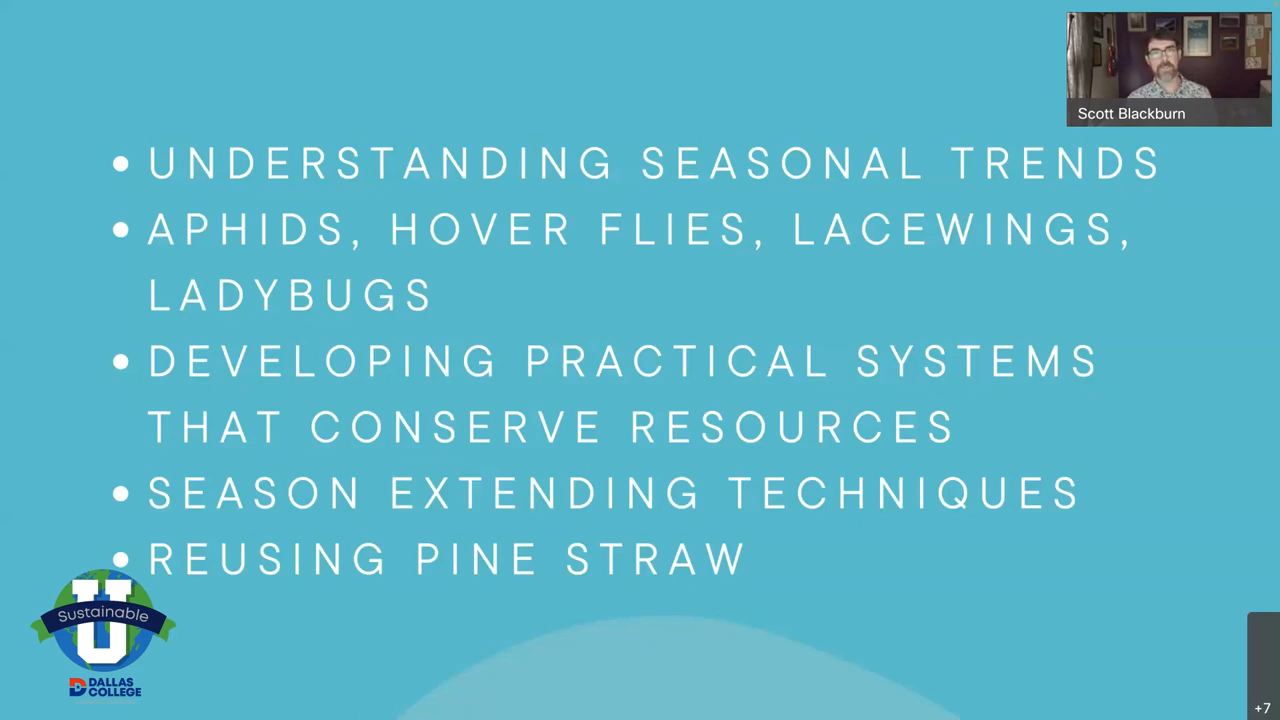 Scott Blackburn
• UNDERSTANDING SEASONAL TRENDS
• APHIDS, HOVER FLIES, LACEWINGS,
LADYBUGS
• DEVELOPING PRACTICAL SYSTEMS
THAT CONSERVE RESOURCES
• SEASON EXTENDING TECHNIQUES
• REUSING PINE STRAW
U
Sustainable
DALLAS
COLLEGE
+7